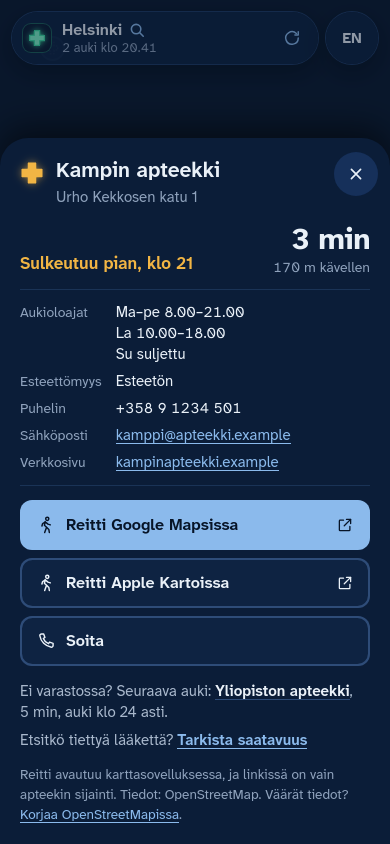 Helsinki
2 auki klo 20.41
EN
Kampin apteekki
Urho Kekkosen katu 1
3 min
Sulkeutuu pian, klo 21
170 m kävellen
Aukioloajat
Ma–pe 8.00–21.00
La 10.00–18.00
Su suljettu
Esteettömyys
Esteetön
Puhelin
+358 9 1234 501
Sähköposti
kamppi@apteekki.example
Verkkosivu
kampinapteekki.example
Reitti Google Mapsissa
Reitti Apple Kartoissa
Soita
Ei varastossa? Seuraava auki: Yliopiston apteekki,
5 min, auki klo 24 asti.
Etsitkö tiettyä lääkettä? Tarkista saatavuus
Reitti avautuu karttasovelluksessa, ja linkissä on vain
apteekin sijainti. Tiedot: OpenStreetMap. Väärät tiedot?
Korjaa OpenStreetMapissa.